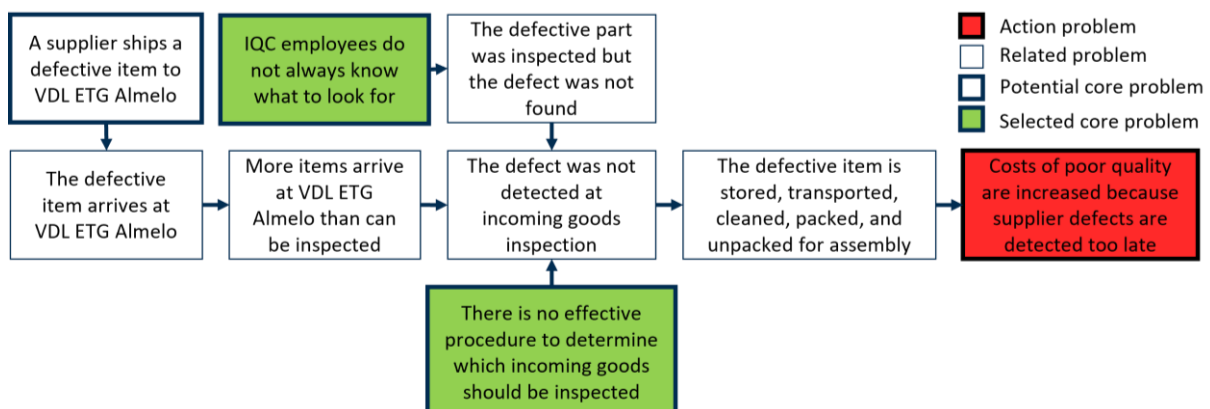 A supplier ships a
defective item to
VDL ETG Almelo
IQC employees do
not always know
what to look for
The defective part
was inspected but
the defect was not
found
Action problem
Related problem
Potential core problem
Selected core problem
The defective
item arrives at
VDL ETG Almelo
More items arrive
at VDL ETG
Almelo than can
be inspected
The defect was not
detected at
incoming goods
inspection
The defective item is
stored, transported,
cleaned, packed, and
unpacked for assembly
Costs of poor quality
are increased because
supplier defects are
detected too late
There is no effective
procedure to determine
which incoming goods
should be inspected